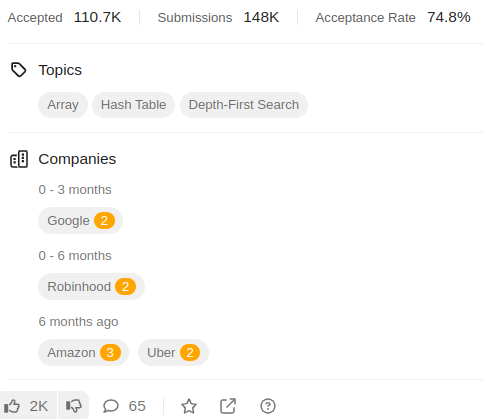 Accepted 110.7K Submissions 148K Acceptance Rate 74.8%
Topics
Array Hash Table Depth-First Search
Companies
0 - 3 months
Google 2
0 - 6 months
Robinhood 2
6 months ago
Amazon 3 Uber 2
2K 65